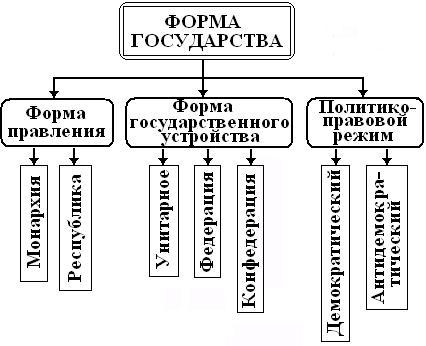 ФОРМА
ГОСУДАРСТВА
Форма
правления
Форма
государственного
устройства
Политико-
правовой
режим
Монархия
Республика
Унитарное
Федерация
Конфедерация
Демократический
Антидемокра-
тический